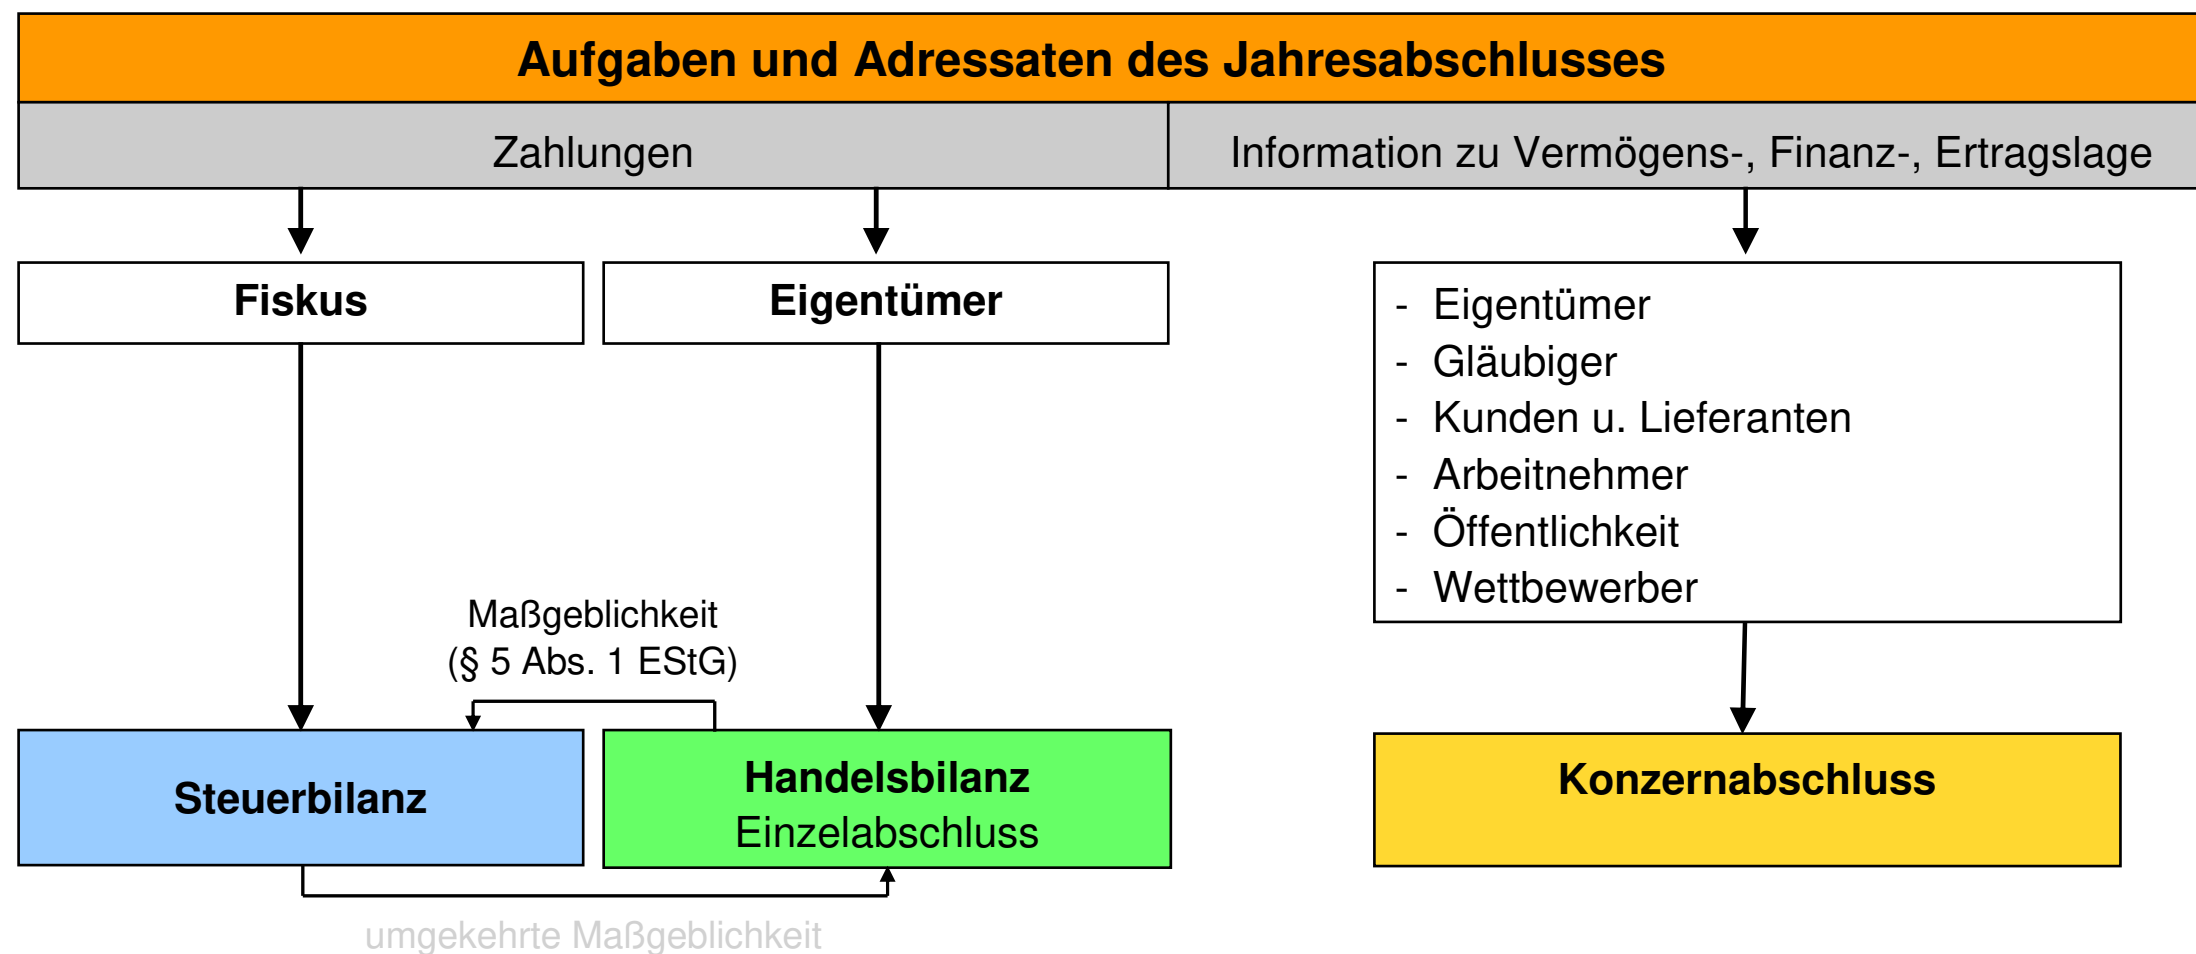 Aufgaben und Adressaten des Jahresabschlusses
Zahlungen
Information zu Vermögens-, Finanz-, Ertragslage
Fiskus
Eigentümer
- Eigentümer
- Gläubiger
- Kunden u. Lieferanten
- Arbeitnehmer
- Öffentlichkeit
- Wettbewerber
Maßgeblichkeit
(§ 5 Abs. 1 EStG)
Steuerbilanz
Handelsbilanz
Einzelabschluss
Konzernabschluss
umgekehrte Maßgeblichkeit